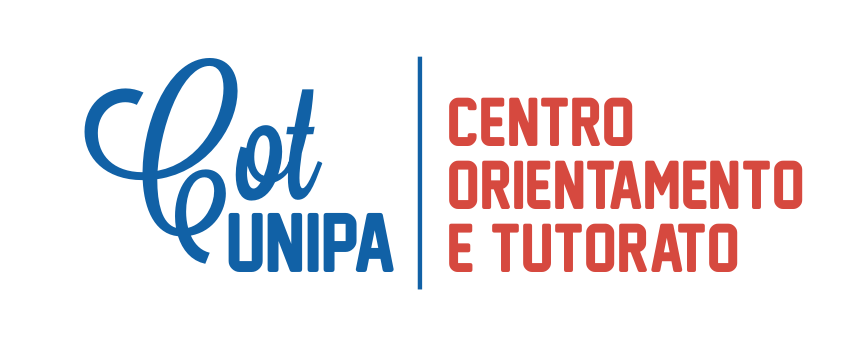 Cot
UNIPA
CENTRO
ORIENTAMENTO
E TUTORATO